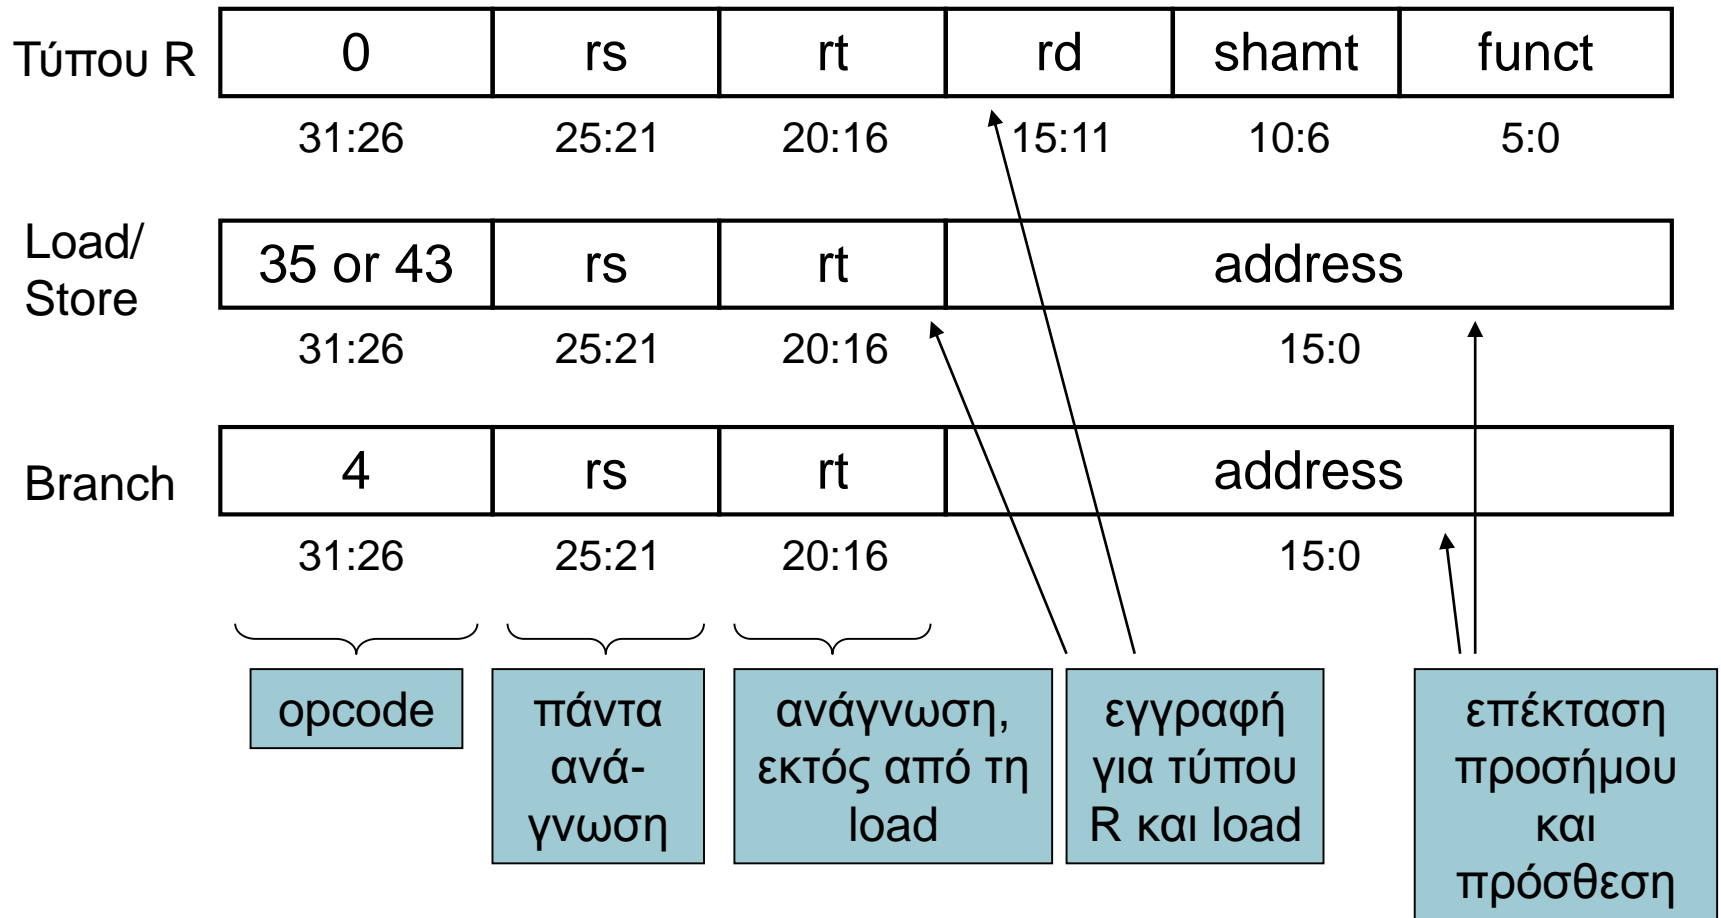 Τύπου R 0 rs rt rd shamt funct
31:26 25:21 20:16 15:11 10:6 5:0
Load/
Store
35 or 43 rs rt address
31:26 25:21 20:16 15:0
Branch 4 rs rt address
31:26 25:21 20:16 15:0
opcode
πάντα
ανά-
γνωση
ανάγνωση,
εκτός από τη
load
εγγραφή
για τύπου
R και load
επέκταση
προσήμου
και
πρόσθεση